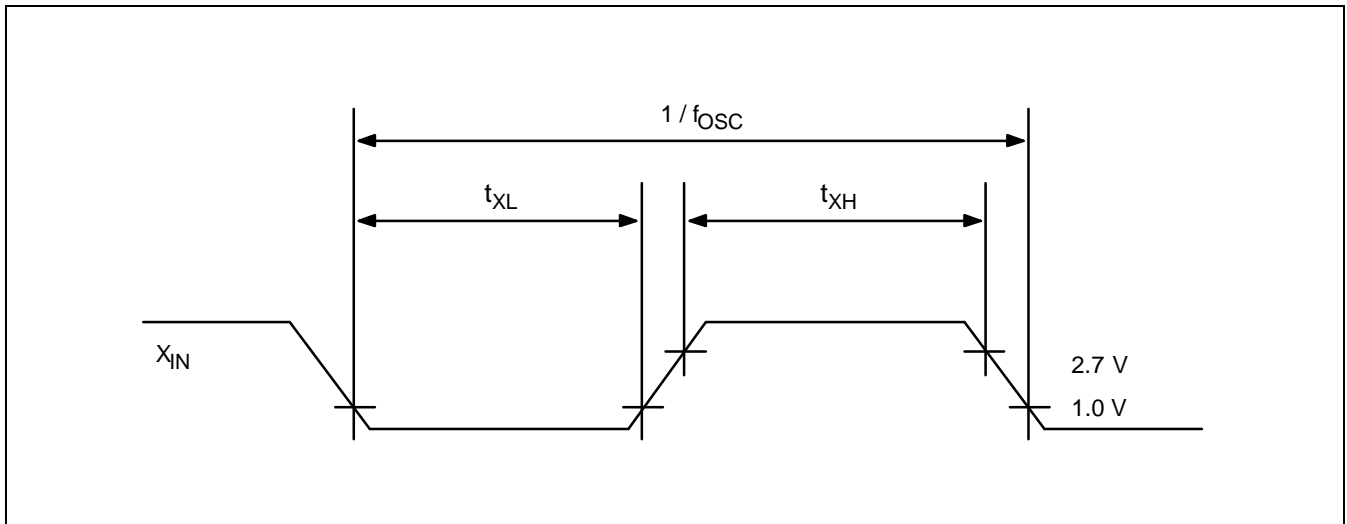 1 / fOSC
tXL
tXH
XIN
2.7 V
1.0 V